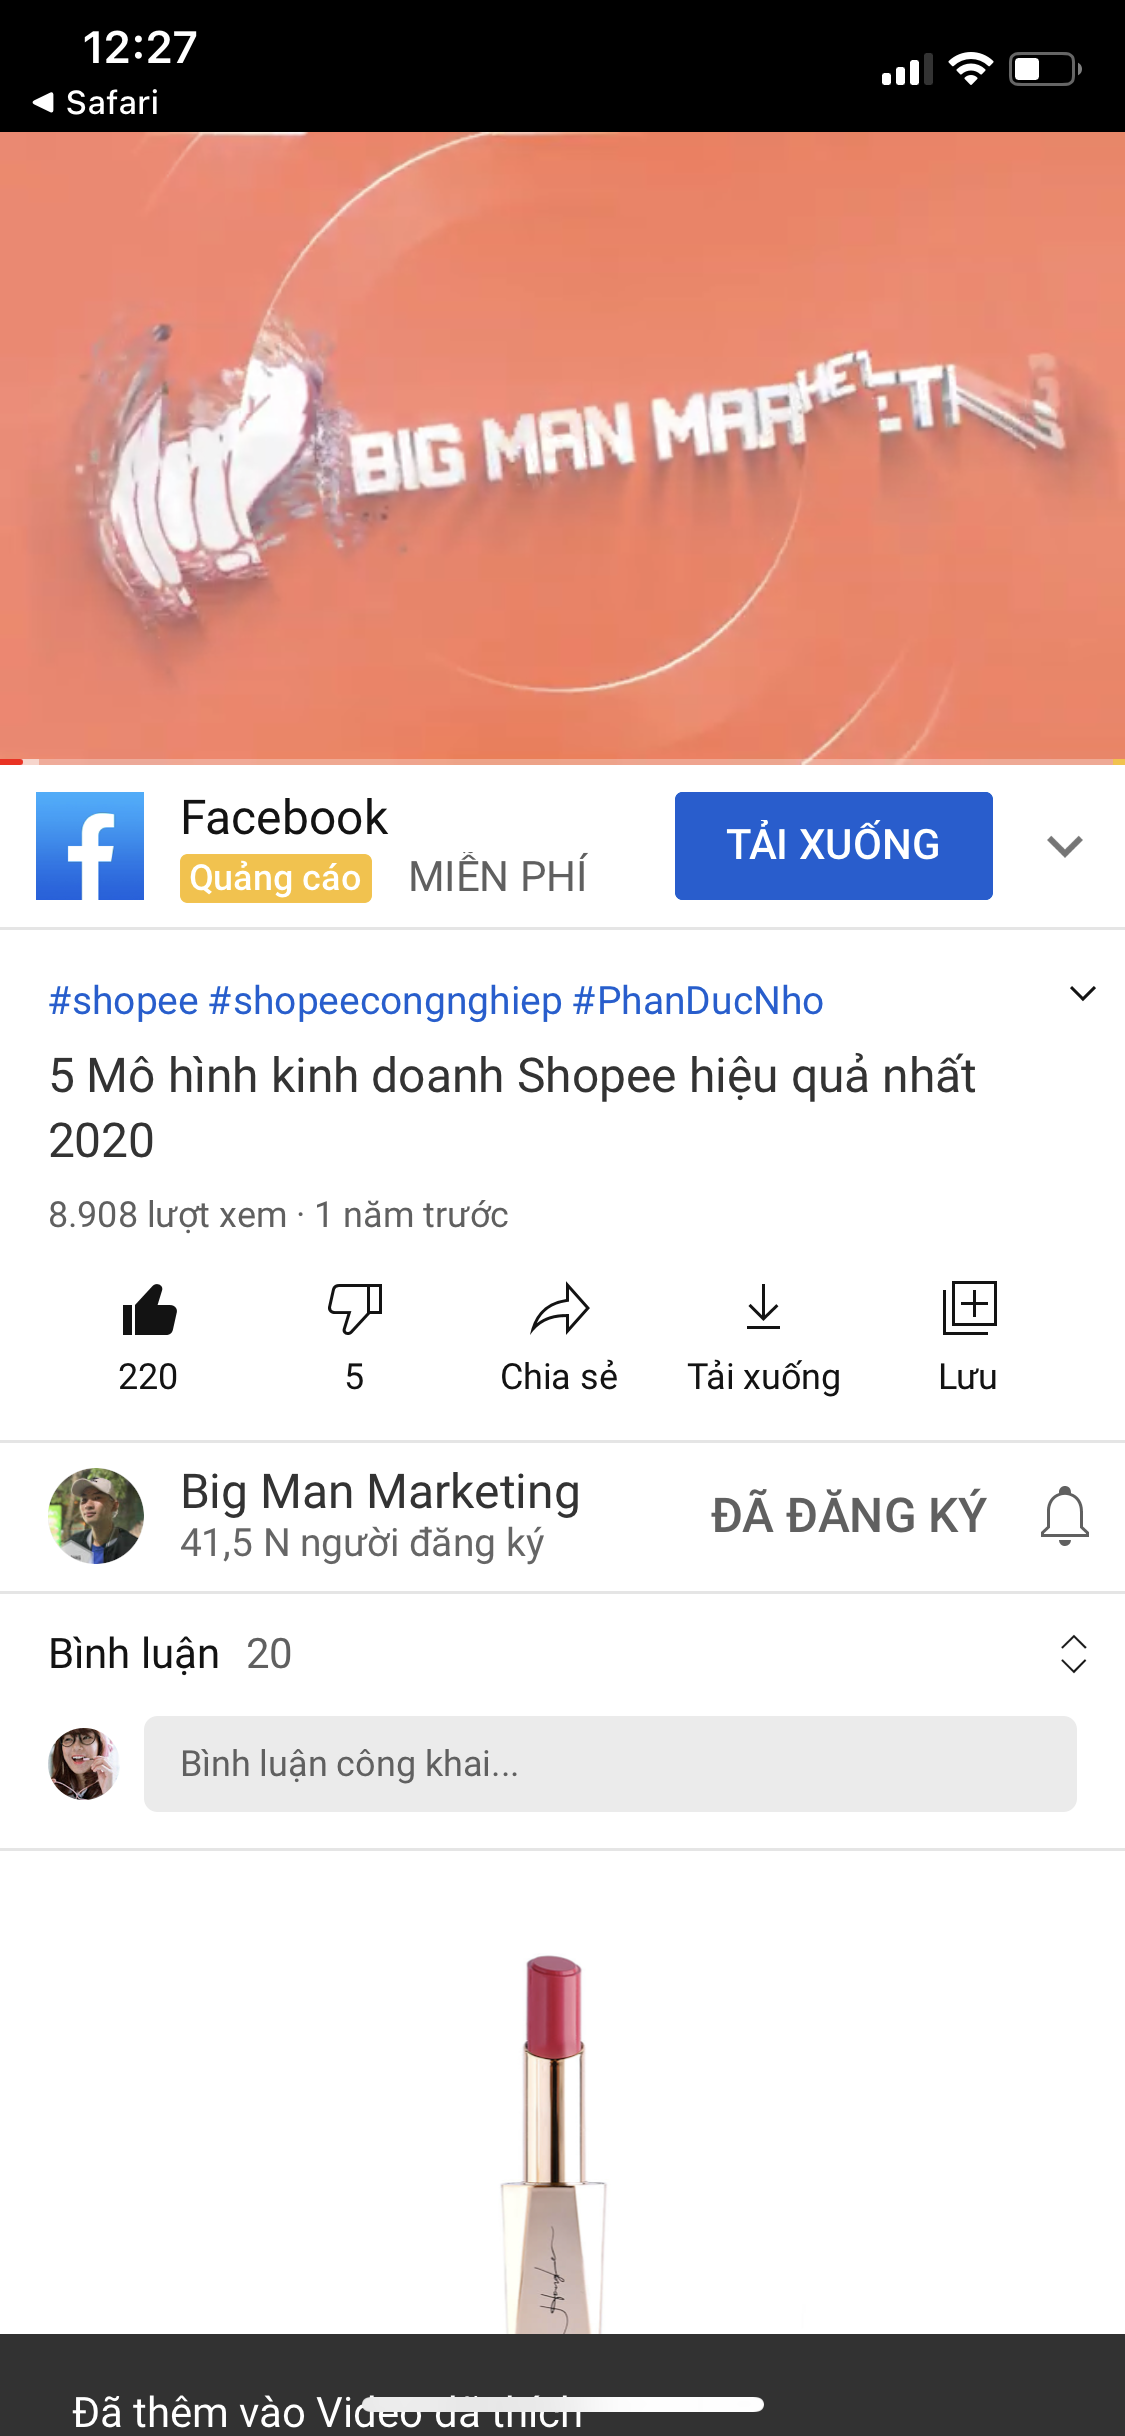 12:27
Safari
BIG MAN MARKETING
Facebook
Quảng cáo MIỄN PHÍ
TẢI XUỐNG
#shopee #shopeecongnghiep #PhanDucNho
5 Mô hình kinh doanh Shopee hiệu quả nhất
2020
8.908 lượt xem · 1 năm trước
220
5
Chia sẻ
Tải xuống
Lưu
Big Man Marketing
41,5 N người đăng ký
ĐÃ ĐĂNG KÝ
Bình luận 20
Bình luận công khai...
Đã thêm vào Video đã thích